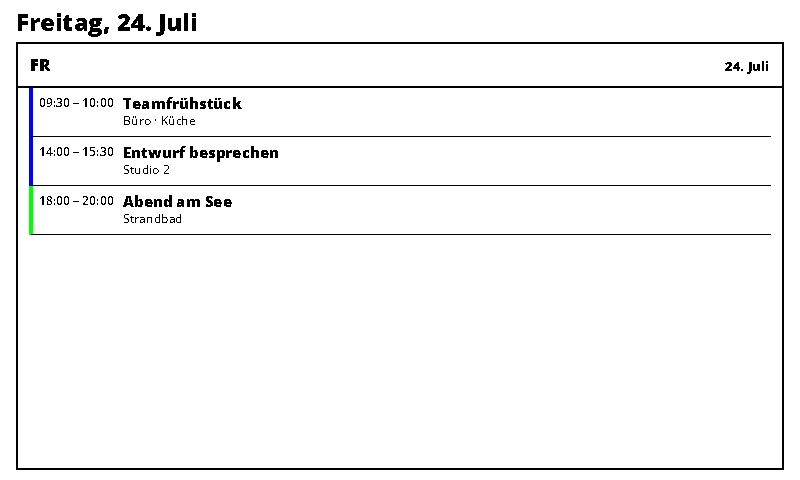 Freitag, 24. Juli
FR 24. Juli
09:30 – 10:00 Teamfrühstück
Büro · Küche
14:00 – 15:30 Entwurf besprechen
Studio 2
18:00 – 20:00 Abend am See
Strandbad